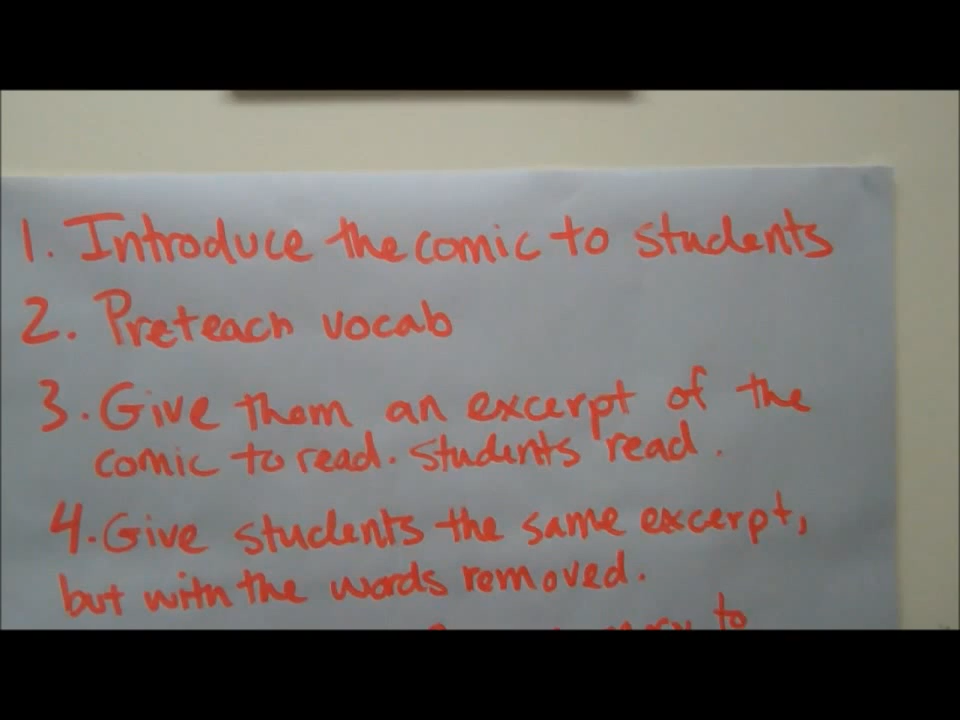 1. Introduce the comic to students
2. Preteach vocab
3. Give them an excerpt of the
comic to read. Students read.
4. Give students the same excerpt,
but with the words removed.
to